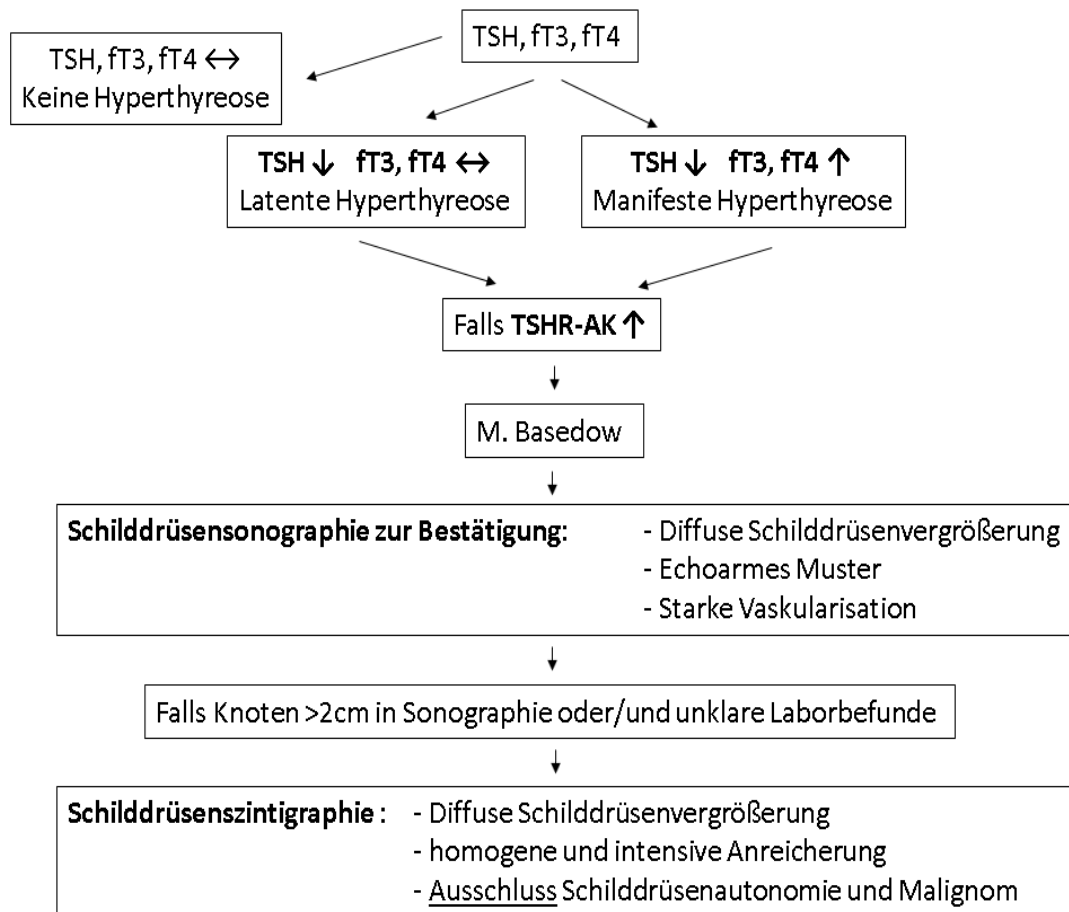 TSH, fT3, fT4
TSH, fT3, fT4 ↔
Keine Hyperthyreose
TSH ↓ fT3, fT4 ↔
Latente Hyperthyreose
TSH ↓ fT3, fT4 ↑
Manifeste Hyperthyreose
Falls TSHR-AK ↑
M. Basedow
Schilddrüsensonographie zur Bestätigung: - Diffuse Schilddrüsenvergrößerung
- Echoarmes Muster
- Starke Vaskularisation
Falls Knoten >2cm in Sonographie oder/und unklare Laborbefunde
Schilddrüsenszintigraphie : - Diffuse Schilddrüsenvergrößerung
- homogene und intensive Anreicherung
- Ausschluss Schilddrüsenautonomie und Malignom